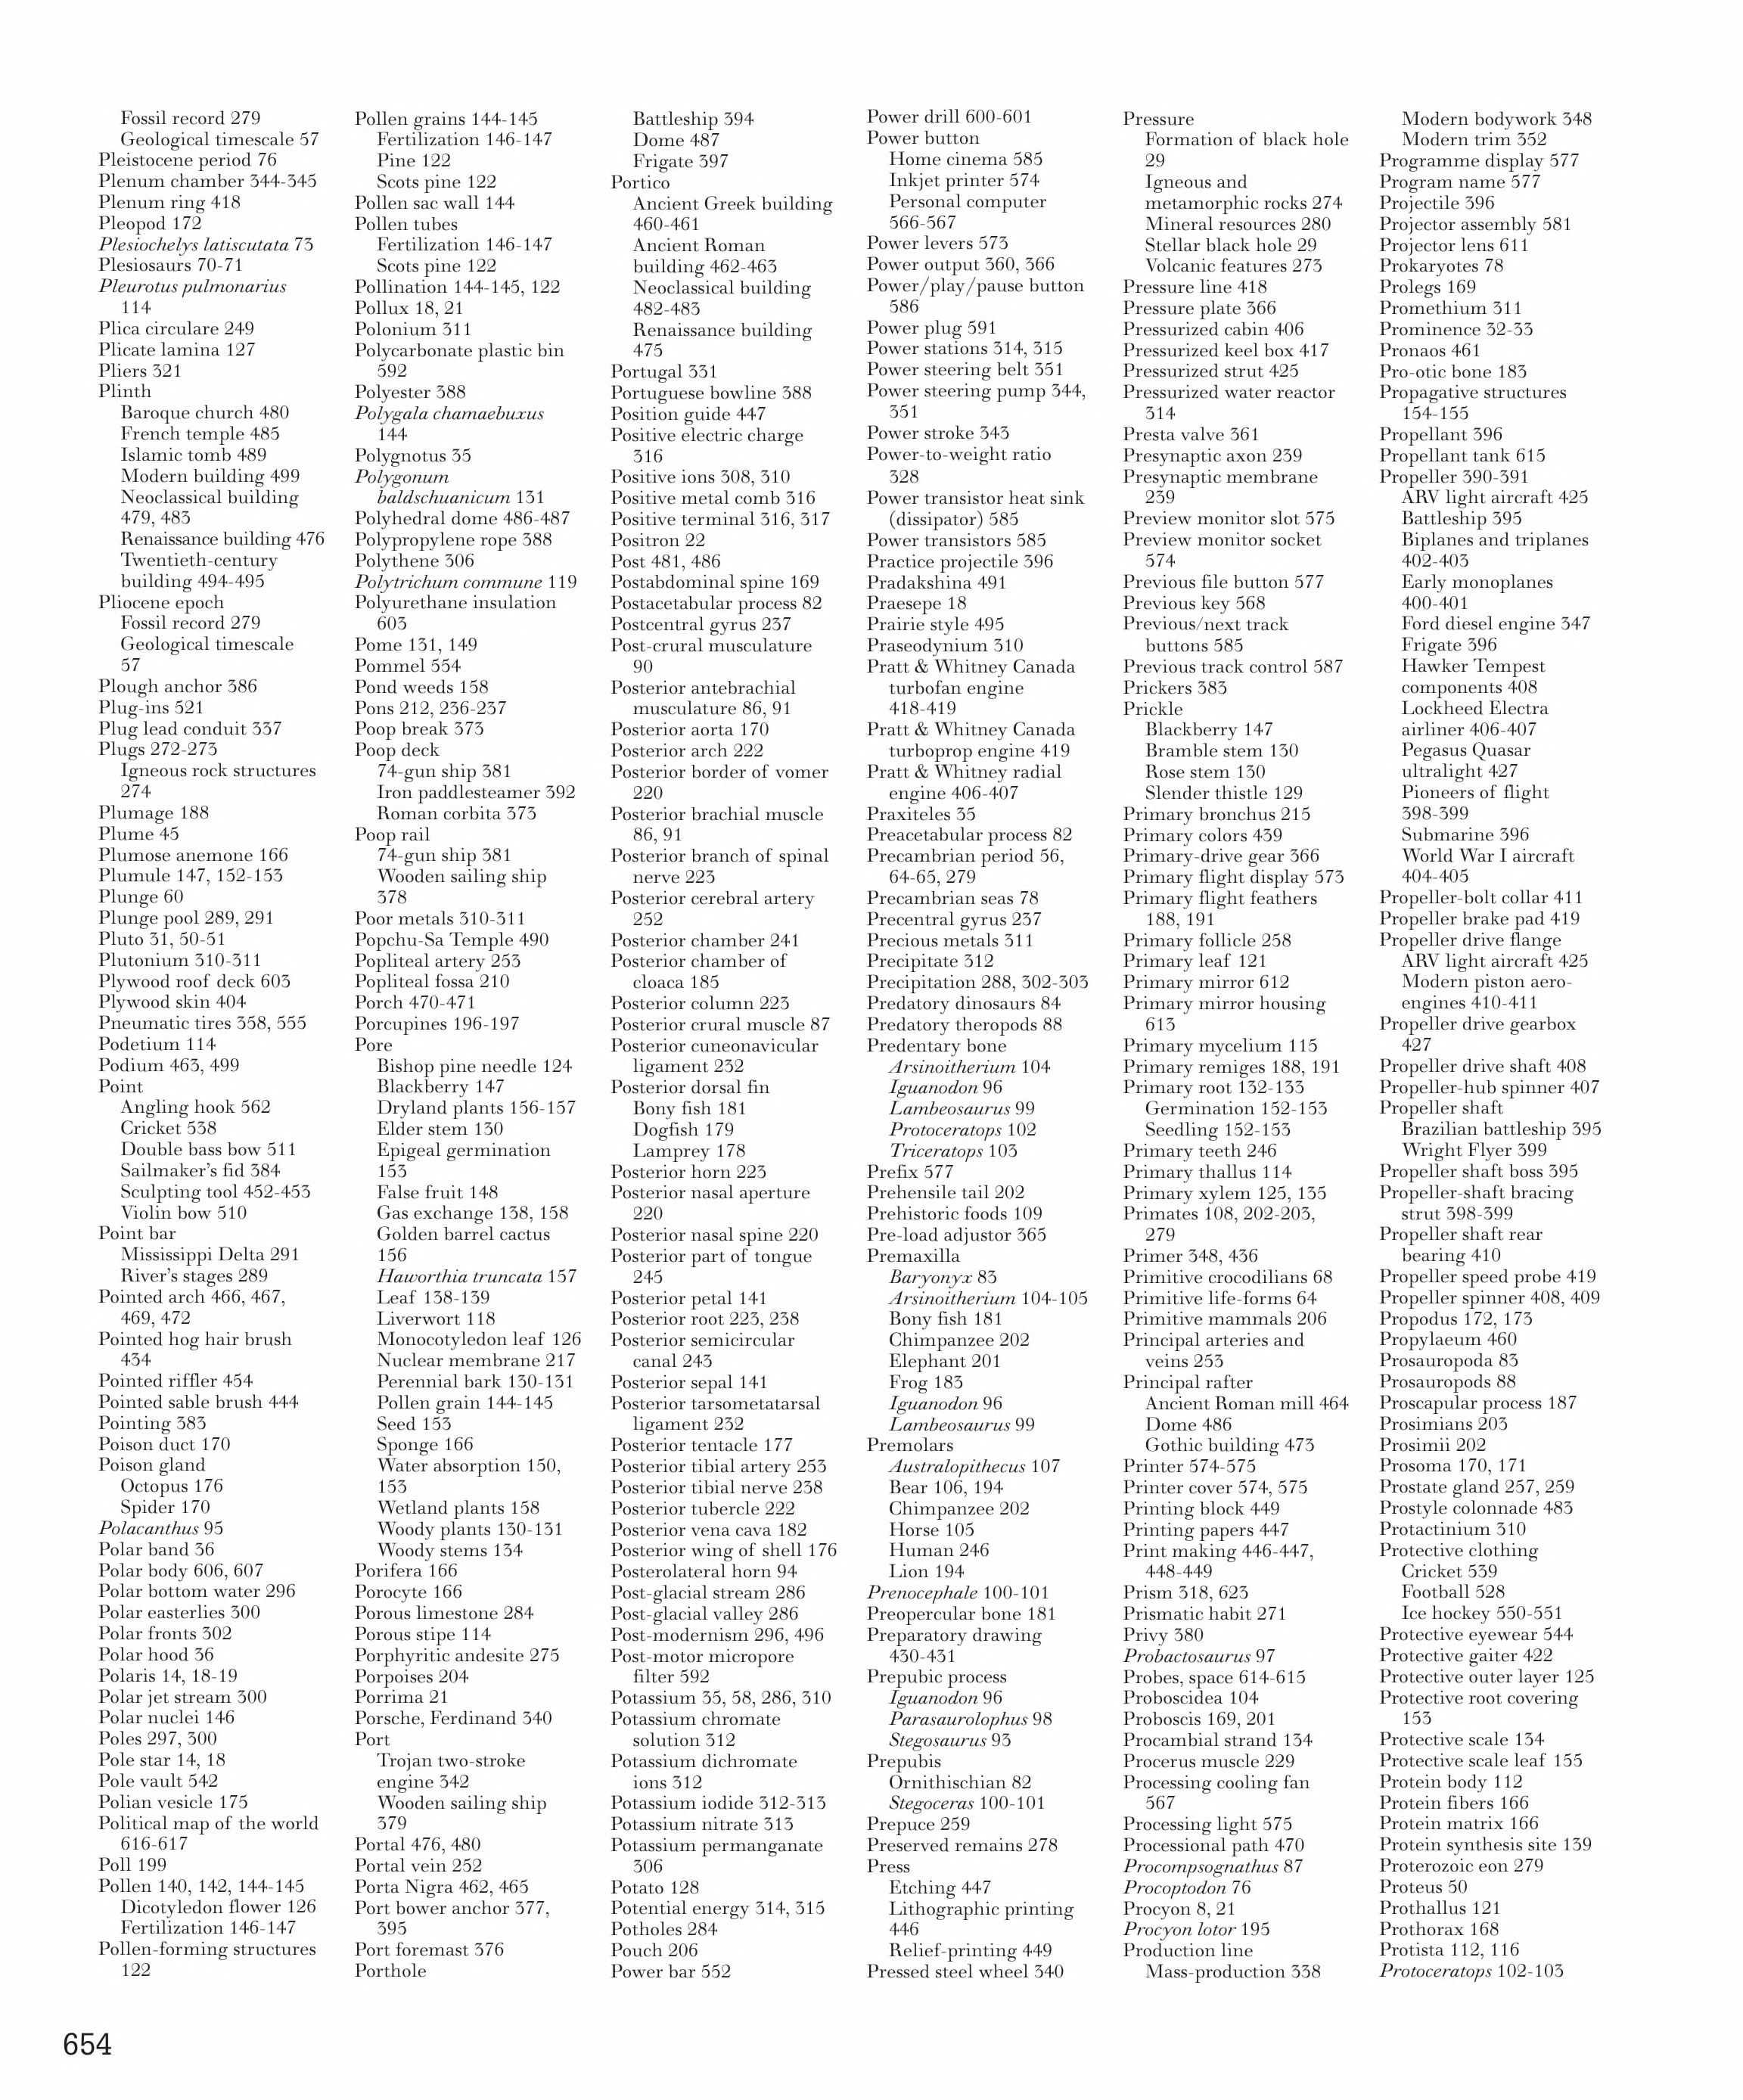 Fossil record 279
Geological timescale 57
Pleistocene period 76
Plenum chamber 344-345
Plenum ring 418
Pleopod 172
Plesiochelys latiscutata 73
Plesiosaurs 70-71
Pleurotus pulmonarius
114
Plica circulare 249
Plicate lamina 127
Pliers 321
Plinth
Baroque church 480
French temple 485
Islamic tomb 489
Modern building 499
Neoclassical building
479, 483
Renaissance building 476
Twentieth-century
building 494-495
Pliocene epoch
Fossil record 279
Geological timescale
57
Plough anchor 386
Plug-ins 521
Plug lead conduit 337
Plugs 272-273
Igneous rock structures
274
Plumage 188
Plume 45
Plumose anemone 166
Plumule 147, 152-153
Plunge 60
Plunge pool 289, 291
Pluto 31, 50-51
Plutonium 310-311
Plywood roof deck 603
Plywood skin 404
Pneumatic tires 358, 555
Podetium 114
Podium 463, 499
Point
Angling hook 562
Cricket 538
Double bass bow 511
Sailmaker's fid 384
Sculpting tool 452-453
Violin bow 510
Point bar
Mississippi Delta 291
River's stages 289
Pointed arch 466, 467,
469, 472
Pointed hog hair brush
434
Pointed riffler 454
Pointed sable brush 444
Pointing 383
Poison duct 170
Poison gland
Octopus 176
Spider 170
Polacanthus 95
Polar band 36
Polar body 606, 607
Polar bottom water 296
Polar easterlies 300
Polar fronts 302
Polar hood 36
Polaris 14, 18-19
Polar jet stream 300
Polar nuclei 146
Poles 297, 300
Pole star 14, 18
Pole vault 542
Polian vesicle 175
Political map of the world
616-617
Poll 199
Pollen 140, 142, 144-145
Dicotyledon flower 126
Fertilization 146-147
Pollen-forming structures
122
Pollen grains 144-145
Fertilization 146-147
Pine 122
Scots pine 122
Pollen sac wall 144
Pollen tubes
Fertilization 146-147
Scots pine 122
Pollination 144-145, 122
Pollux 18, 21
Polonium 311
Polycarbonate plastic bin
592
Polyester 388
Polygala chamaebuxus
144
Polygnotus 35
Polygonum
baldschuanicum 131
Polyhedral dome 486-487
Polypropylene rope 388
Polythene 306
Polytrichum commune 119
Polyurethane insulation
603
Pome 131, 149
Pommel 554
Pond weeds 158
Pons 212, 236-237
Poop break 373
Poop deck
74-gun ship 381
Iron paddlesteamer 392
Roman corbita 373
Poop rail
74-gun ship 381
Wooden sailing ship
378
Poor metals 310-311
Popchu-Sa Temple 490
Popliteal artery 253
Popliteal fossa 210
Porch 470-471
Porcupines 196-197
Pore
Bishop pine needle 124
Blackberry 147
Dryland plants 156-157
Elder stem 130
Epigeal germination
153
False fruit 148
Gas exchange 138, 158
Golden barrel cactus
156
Haworthia truncata 157
Leaf 138-139
Liverwort 118
Monocotyledon leaf 126
Nuclear membrane 217
Perennial bark 130-131
Pollen grain 144-145
Seed 153
Sponge 166
Water absorption 150,
153
Wetland plants 158
Woody plants 130-131
Woody stems 134
Porifera 166
Porocyte 166
Porous limestone 284
Porous stipe 114
Porphyritic andesite 275
Porpoises 204
Porrima 21
Porsche, Ferdinand 340
Port
Trojan two-stroke
engine 342
Wooden sailing ship
379
Portal 476, 480
Portal vein 252
Porta Nigra 462, 465
Port bower anchor 377,
395
Port foremast 376
Porthole
Battleship 394
Dome 487
Frigate 397
Portico
Ancient Greek building
460-461
Ancient Roman
building 462-463
Neoclassical building
482-483
Renaissance building
475
Portugal 331
Portuguese bowline 388
Position guide 447
Positive electric charge
316
Positive ions 308, 310
Positive metal comb 316
Positive terminal 316, 317
Positron 22
Post 481, 486
Postabdominal spine 169
Postacetabular process 82
Postcentral gyrus 237
Post-crural musculature
90
Posterior antebrachial
musculature 86, 91
Posterior aorta 170
Posterior arch 222
Posterior border of vomer
220
Posterior brachial muscle
86, 91
Posterior branch of spinal
nerve 223
Posterior cerebral artery
252
Posterior chamber 241
Posterior chamber of
cloaca 185
Posterior column 223
Posterior crural muscle 87
Posterior cuneonavicular
ligament 232
Posterior dorsal fin
Bony fish 181
Dogfish 179
Lamprey 178
Posterior horn 223
Posterior nasal aperture
220
Posterior nasal spine 220
Posterior part of tongue
245
Posterior petal 141
Posterior root 223, 238
Posterior semicircular
canal 243
Posterior sepal 141
Posterior tarsometatarsal
ligament 232
Posterior tentacle 177
Posterior tibial artery 253
Posterior tibial nerve 238
Posterior tubercle 222
Posterior vena cava 182
Posterior wing of shell 176
Posterolateral horn 94
Post-glacial stream 286
Post-glacial valley 286
Post-modernism 296, 496
Post-motor micropore
filter 592
Potassium 35, 58, 286, 310
Potassium chromate
solution 312
Potassium dichromate
ions 312
Potassium iodide 312-313
Potassium nitrate 313
Potassium permanganate
306
Potato 128
Potential energy 314, 315
Potholes 284
Pouch 206
Power bar 552
Power drill 600-601
Power button
Home cinema 585
Inkjet printer 574
Personal computer
566-567
Power levers 573
Power output 360, 366
Power/play/pause button
586
Power plug 591
Power stations 314, 315
Power steering belt 351
Power steering pump 344,
351
Power stroke 343
Power-to-weight ratio
328
Power transistor heat sink
(dissipator) 585
Power transistors 585
Practice projectile 396
Pradakshina 491
Praesepe 18
Prairie style 495
Praseodynium 310
Pratt & Whitney Canada
turbofan engine
418-419
Pratt & Whitney Canada
turboprop engine 419
Pratt & Whitney radial
engine 406-407
Praxiteles 35
Preacetabular process 82
Precambrian period 56,
64-65, 279
Precambrian seas 78
Precentral gyrus 237
Precious metals 311
Precipitate 312
Precipitation 288, 302-303
Predatory dinosaurs 84
Predatory theropods 88
Predentary bone
Arsinoitherium 104
Iguanodon 96
Lambeosaurus 99
Protoceratops 102
Triceratops 103
Prefix 577
Prehensile tail 202
Prehistoric foods 109
Pre-load adjustor 365
Premaxilla
Baryonyx 83
Arsinoitherium 104-105
Bony fish 181
Chimpanzee 202
Elephant 201
Frog 183
Iguanodon 96
Lambeosaurus 99
Premolars
Australopithecus 107
Bear 106, 194
Chimpanzee 202
Horse 105
Human 246
Lion 194
Prenocephale 100-101
Preopercular bone 181
Preparatory drawing
430-431
Prepubic process
Iguanodon 96
Parasaurolophus 98
Stegosaurus 93
Prepubis
Ornithischian 82
Stegoceras 100-101
Prepuce 259
Preserved remains 278
Press
Etching 447
Lithographic printing
446
Relief-printing 449
Pressed steel wheel 340
Pressure
Formation of black hole
29
Igneous and
metamorphic rocks 274
Mineral resources 280
Stellar black hole 29
Volcanic features 273
Pressure line 418
Pressure plate 366
Pressurized cabin 406
Pressurized keel box 417
Pressurized strut 425
Pressurized water reactor
314
Presta valve 361
Presynaptic axon 239
Presynaptic membrane
239
Preview monitor slot 575
Preview monitor socket
574
Previous file button 577
Previous key 568
Previous/next track
buttons 585
Previous track control 587
Prickers 383
Prickle
Blackberry 147
Bramble stem 130
Rose stem 130
Slender thistle 129
Primary bronchus 215
Primary colors 439
Primary-drive gear 366
Primary flight display 573
Primary flight feathers
188, 191
Primary follicle 258
Primary leaf 121
Primary mirror 612
Primary mirror housing
613
Primary mycelium 115
Primary remiges 188, 191
Primary root 132-133
Germination 152-153
Seedling 152-153
Primary teeth 246
Primary thallus 114
Primary xylem 125, 135
Primates 108, 202-203,
279
Primer 348, 436
Primitive crocodilians 68
Primitive life-forms 64
Primitive mammals 206
Principal arteries and
veins 253
Principal rafter
Ancient Roman mill 464
Dome 486
Gothic building 473
Printer 574-575
Printer cover 574, 575
Printing block 449
Printing papers 447
Print making 446-447,
448-449
Prism 318, 623
Prismatic habit 271
Privy 380
Probactosaurus 97
Probes, space 614-615
Proboscidea 104
Proboscis 169, 201
Procambial strand 134
Procerus muscle 229
Processing cooling fan
567
Processing light 575
Processional path 470
Procompsognathus 87
Procoptodon 76
Procyon 8, 21
Procyon lotor 195
Production line
Mass-production 338
Modern bodywork 348
Modern trim 352
Programme display 577
Program name 577
Projectile 396
Projector assembly 581
Projector lens 611
Prokaryotes 78
Prolegs 169
Promethium 311
Prominence 32-33
Pronaos 461
Pro-otic bone 183
Propagative structures
154-155
Propellant 396
Propellant tank 615
Propeller 390-391
ARV light aircraft 425
Battleship 395
Biplanes and triplanes
402-403
Early monoplanes
400-401
Ford diesel engine 347
Frigate 396
Hawker Tempest
components 408
Lockheed Electra
airliner 406-407
Pegasus Quasar
ultralight 427
Pioneers of flight
398-399
Submarine 396
World War I aircraft
404-405
Propeller-bolt collar 411
Propeller brake pad 419
Propeller drive flange
ARV light aircraft 425
Modern piston aero-
engines 410-411
Propeller drive gearbox
427
Propeller drive shaft 408
Propeller-hub spinner 407
Propeller shaft
Brazilian battleship 395
Wright Flyer 399
Propeller shaft boss 395
Propeller-shaft bracing
strut 398-399
Propeller shaft rear
bearing 410
Propeller speed probe 419
Propeller spinner 408, 409
Propodus 172, 173
Propylaeum 460
Prosauropoda 83
Prosauropods 88
Proscapular process 187
Prosimians 203
Prosimii 202
Prosoma 170, 171
Prostate gland 257, 259
Prostyle colonnade 483
Protactinium 310
Protective clothing
Cricket 539
Football 528
Ice hockey 550-551
Protective eyewear 544
Protective gaiter 422
Protective outer layer 125
Protective root covering
153
Protective scale 134
Protective scale leaf 155
Protein body 112
Protein fibers 166
Protein matrix 166
Protein synthesis site 139
Proterozoic eon 279
Proteus 50
Prothallus 121
Prothorax 168
Protista 112, 116
Protoceratops 102-103
654